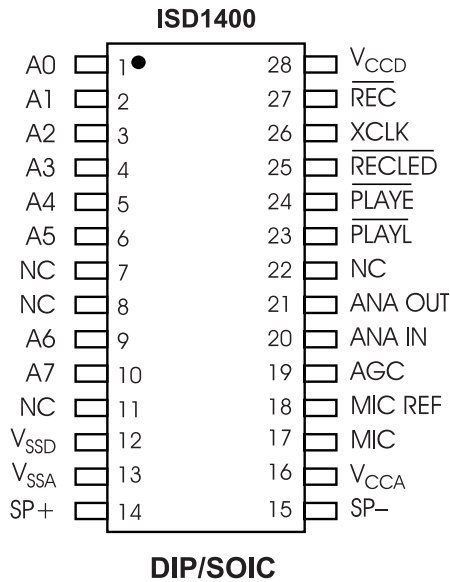 ISD1400
A0 1 28 VCCD
A1 2 27 REC
A2 3 26 XCLK
A3 4 25 RECLED
A4 5 24 PLAYE
A5 6 23 PLAYL
NC 7 22 NC
NC 8 21 ANA OUT
A6 9 20 ANA IN
A7 10 19 AGC
NC 11 18 MIC REF
VSSD 12 17 MIC
VSSA 13 16 VCCA
SP+ 14 15 SP–
DIP/SOIC